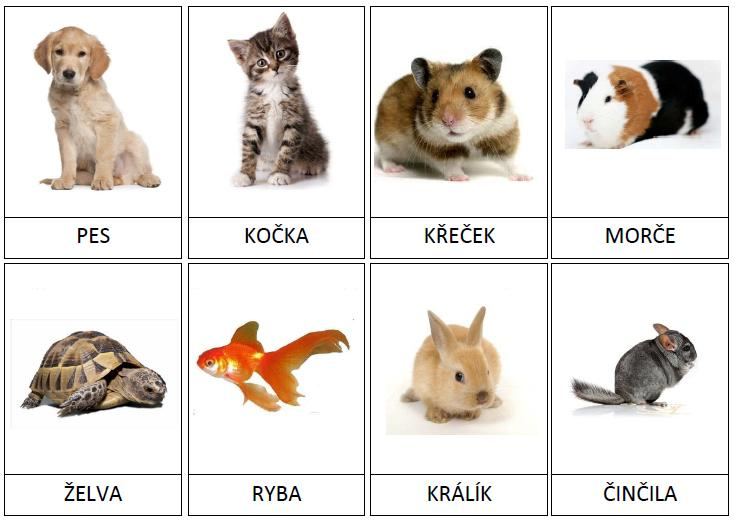 PES
KOČKA
KŘEČEK
MORČE
ŽELVA
RYBA
KRÁLÍK
ČINČILA